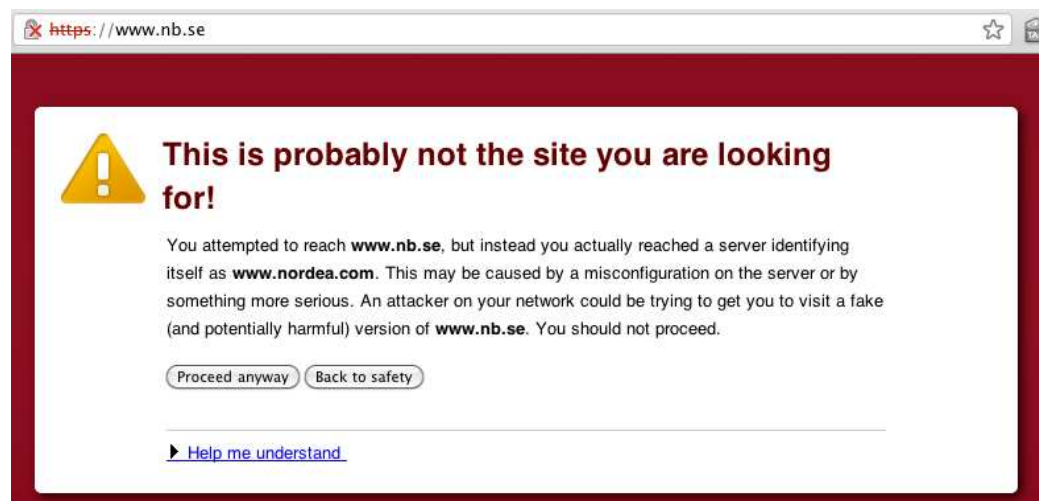 https://www.nb.se
This is probably not the site you are looking
for!
You attempted to reach www.nb.se, but instead you actually reached a server identifying
itself as www.nordea.com. This may be caused by a misconfiguration on the server or by
something more serious. An attacker on your network could be trying to get you to visit a fake
(and potentially harmful) version of www.nb.se. You should not proceed.
Proceed anyway Back to safety
Help me understand